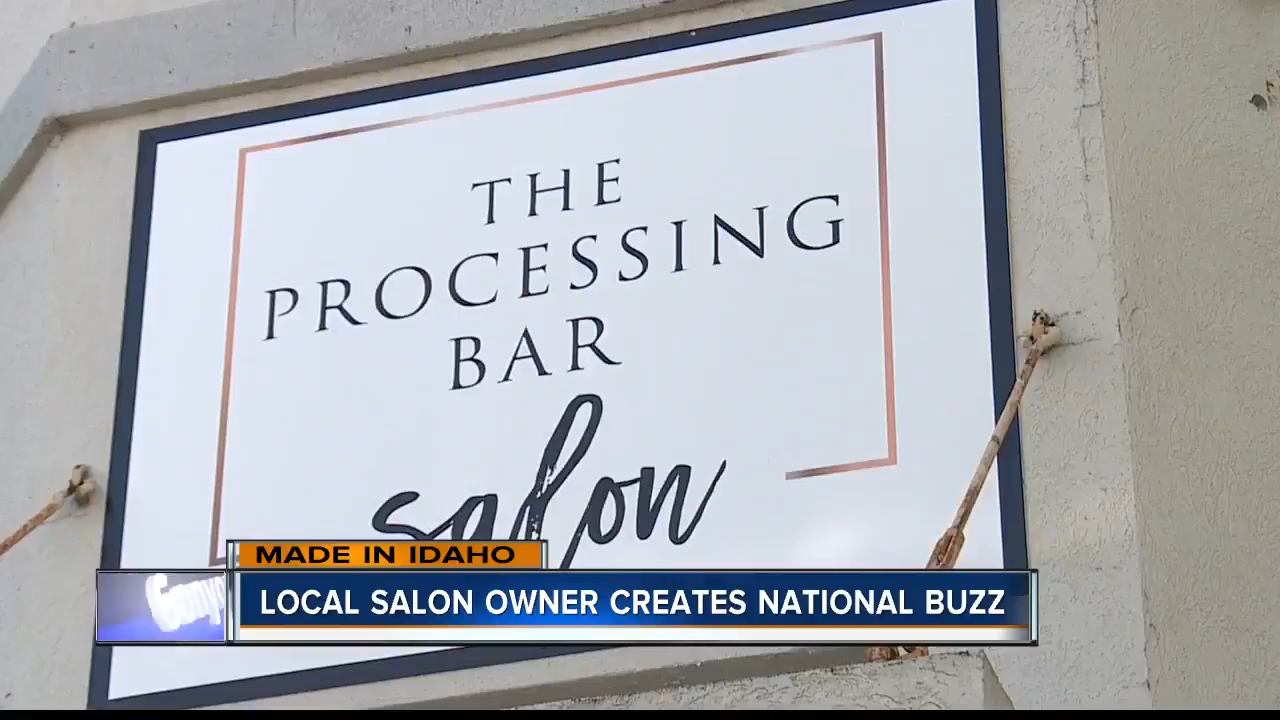 THE
PROCESSING
BAR
salon
MADE IN IDAHO
LOCAL SALON OWNER CREATES NATIONAL BUZZ